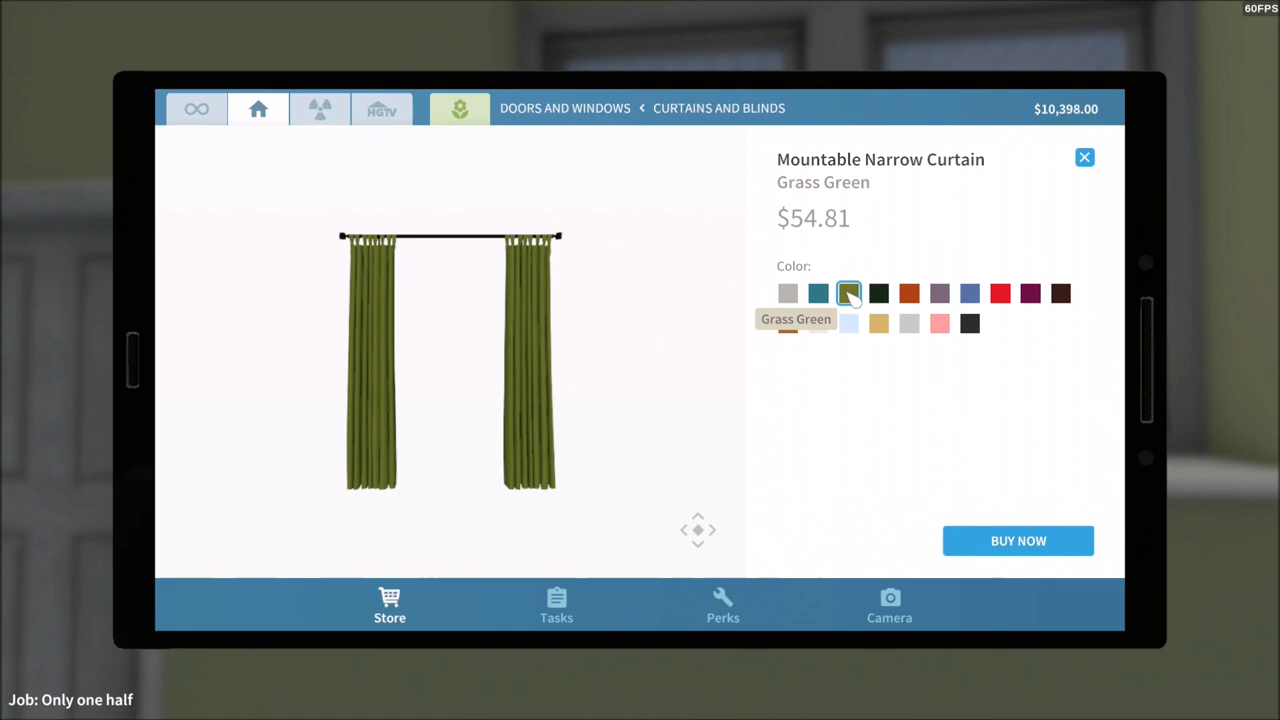 60FPS
HGTV
DOORS AND WINDOWS < CURTAINS AND BLINDS
$10,398.00
Mountable Narrow Curtain
Grass Green
$54.81
Color:
Grass Green
BUY NOW
Store
Tasks
Perks
Camera
Job: Only one half